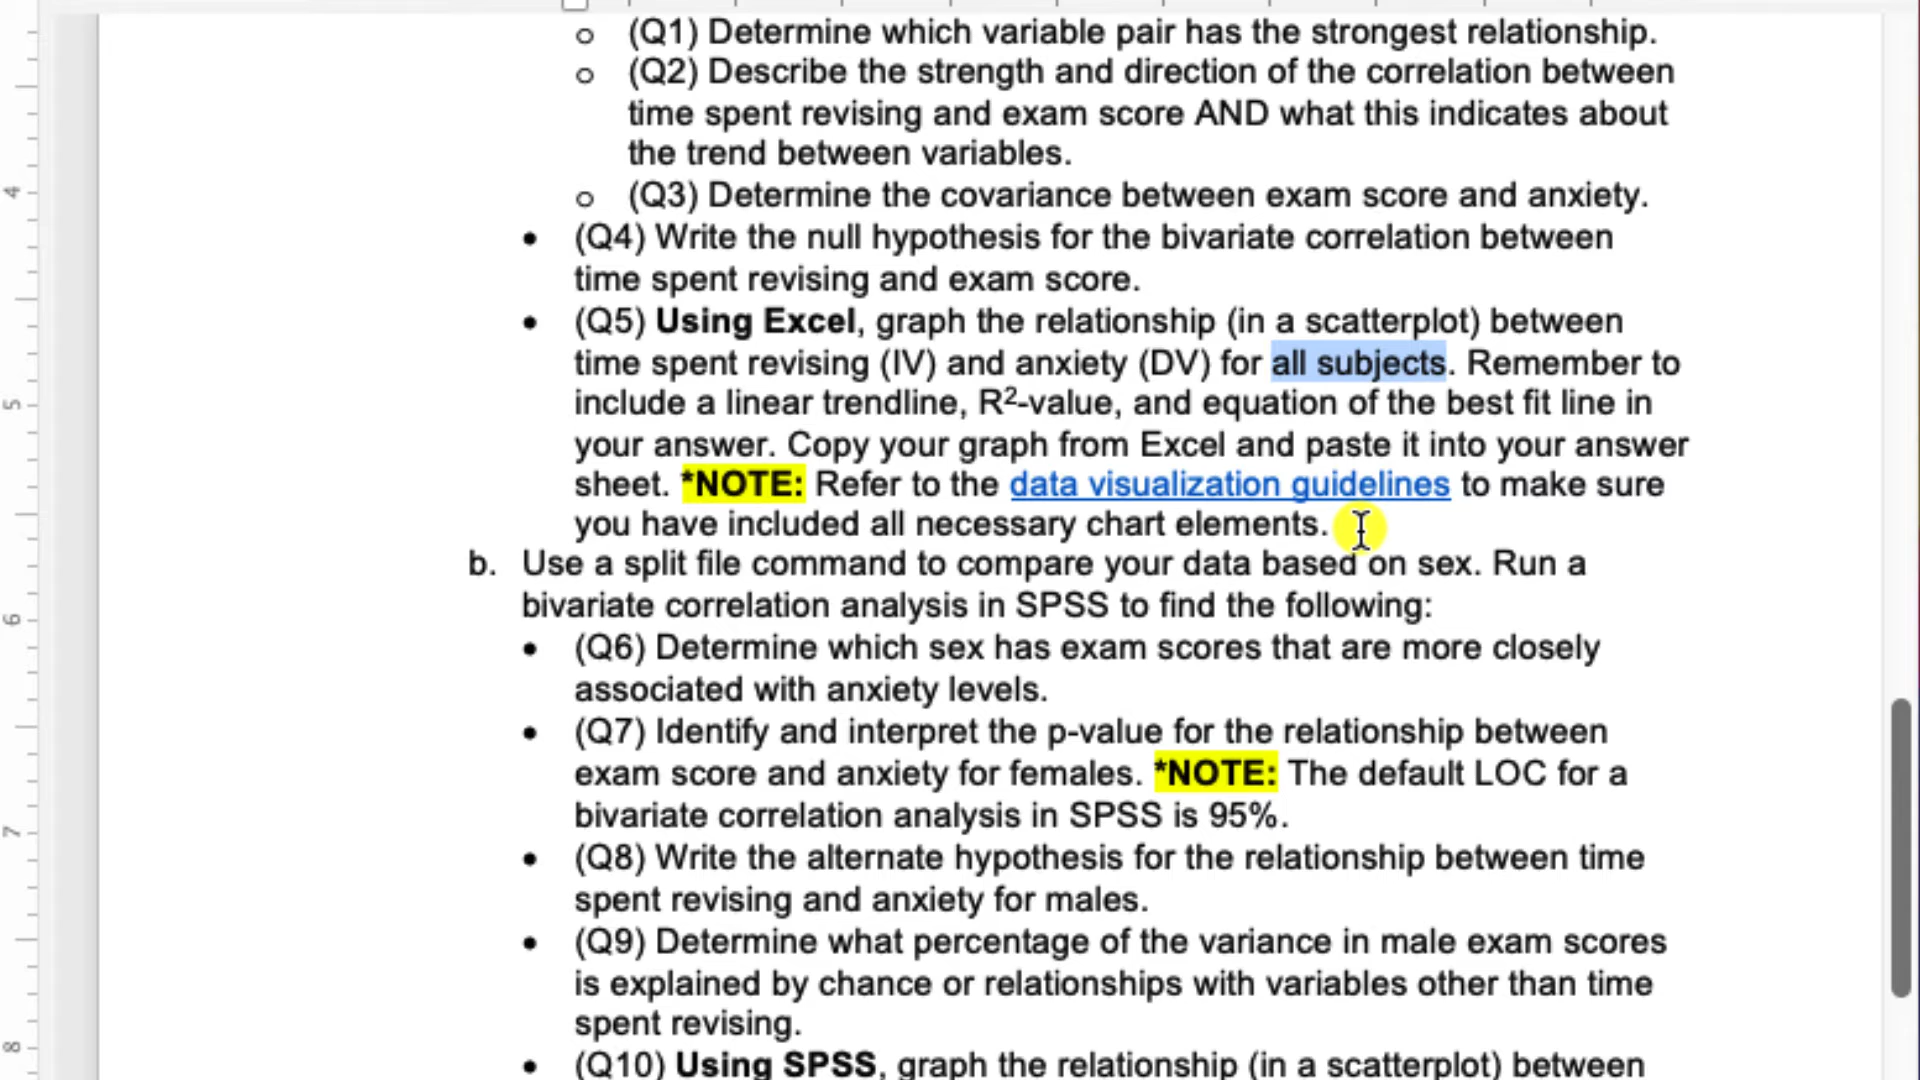 (Q1) Determine which variable pair has the strongest relationship.
(Q2) Describe the strength and direction of the correlation between
time spent revising and exam score AND what this indicates about
the trend between variables.
(Q3) Determine the covariance between exam score and anxiety.
(Q4) Write the null hypothesis for the bivariate correlation between
time spent revising and exam score.
(Q5) Using Excel, graph the relationship (in a scatterplot) between
time spent revising (IV) and anxiety (DV) for all subjects. Remember to
include a linear trendline, R²-value, and equation of the best fit line in
your answer. Copy your graph from Excel and paste it into your answer
sheet. *NOTE: Refer to the data visualization guidelines to make sure
you have included all necessary chart elements.
b. Use a split file command to compare your data based on sex. Run a
bivariate correlation analysis in SPSS to find the following:
(Q6) Determine which sex has exam scores that are more closely
associated with anxiety levels.
(Q7) Identify and interpret the p-value for the relationship between
exam score and anxiety for females. *NOTE: The default LOC for a
bivariate correlation analysis in SPSS is 95%.
(Q8) Write the alternate hypothesis for the relationship between time
spent revising and anxiety for males.
(Q9) Determine what percentage of the variance in male exam scores
is explained by chance or relationships with variables other than time
spent revising.
(Q10) Using SPSS, graph the relationship (in a scatterplot) between
4
5
6
7
8